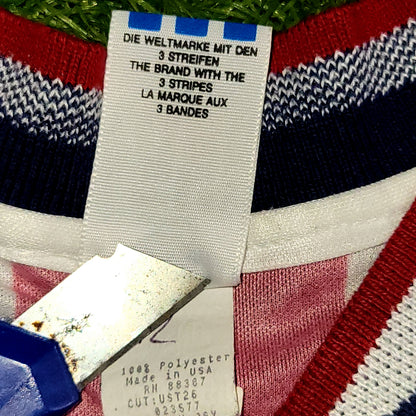 DIE WELTMARKE MIT DEN
3 STREIFEN
THE BRAND WITH THE
3 STRIPES
LA MARQUE AUX
3 BANDES
100% Polyester
Made in USA
RN 88387
CUT:UST26
023577